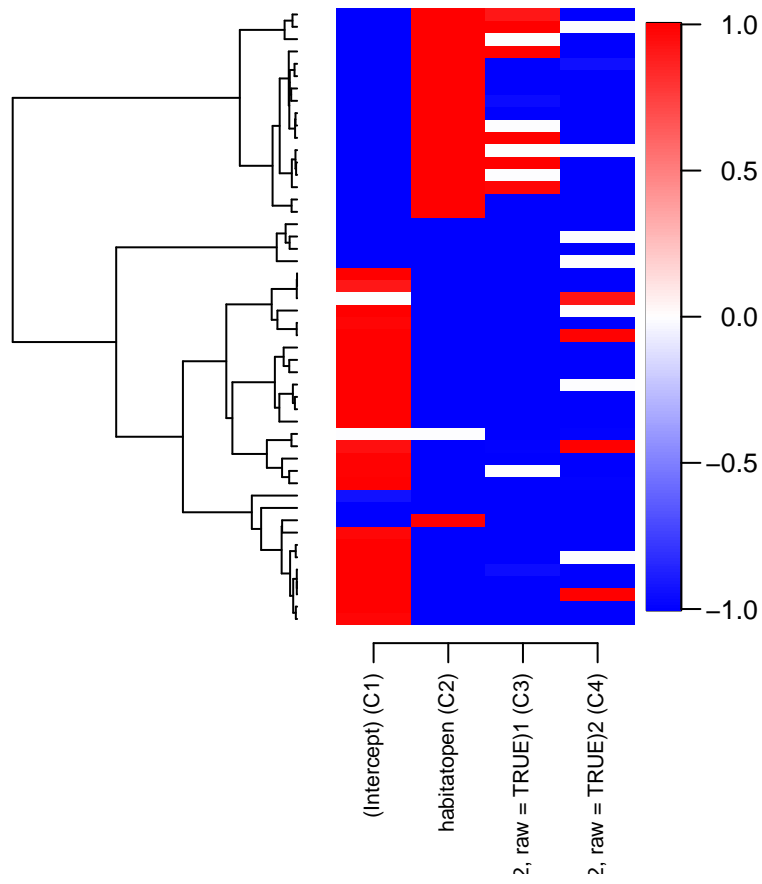 1.0
0.5
0.0
−0.5
−1.0
(Intercept) (C1)
habitatopen (C2)
2, raw = TRUE)1 (C3)
2, raw = TRUE)2 (C4)